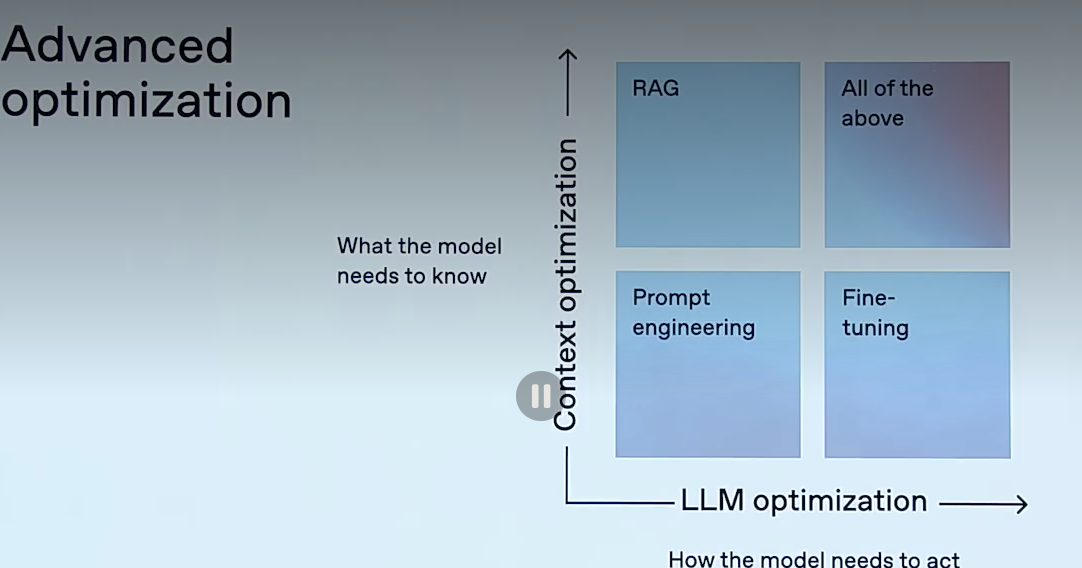 Advanced
optimization
RAG
All of the
above
What the model
needs to know
Context optimization
Prompt
engineering
Fine-
tuning
LLM optimization
How the model needs to act